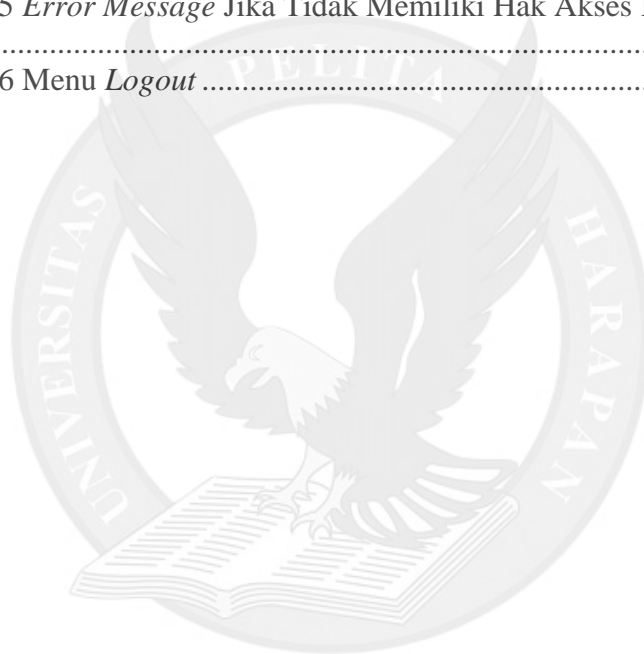 5 Error Message Jika Tidak Memiliki Hak Akses
................................................................................
6 Menu Logout ........................................................
UNIVERSITAS PELITA HARAPAN